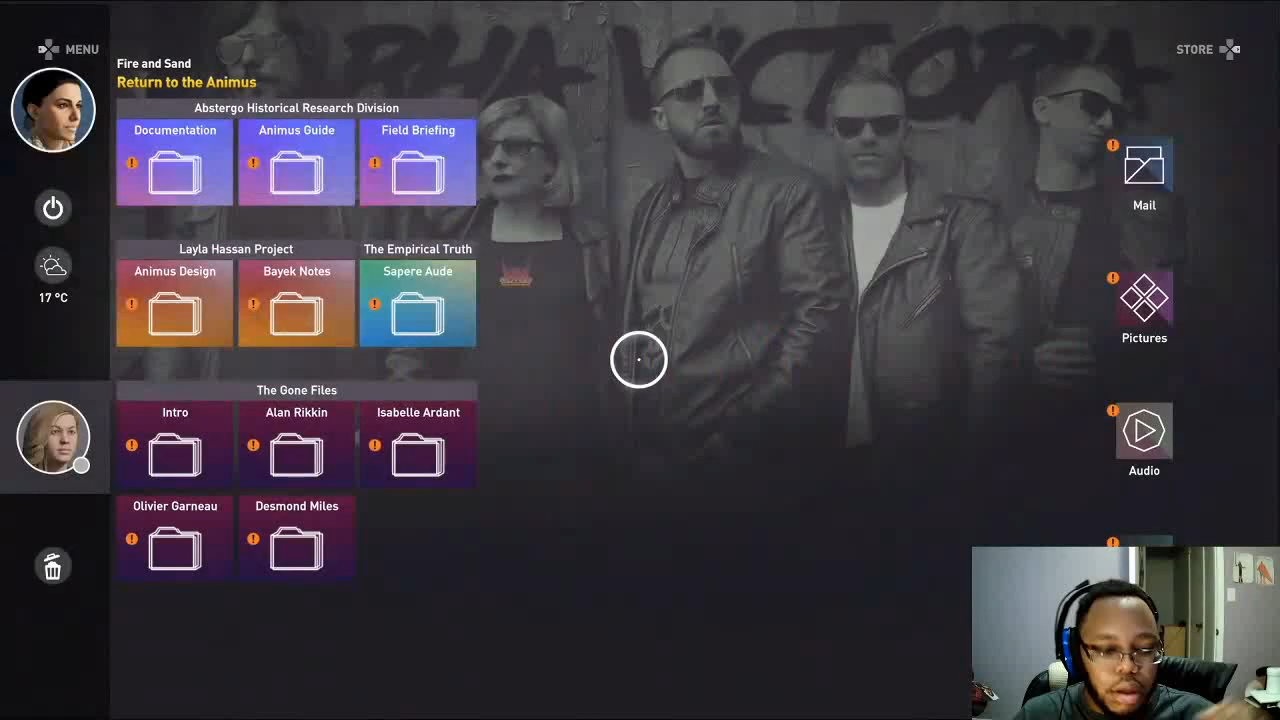 MENU
STORE
Fire and Sand
Return to the Animus
Abstergo Historical Research Division
Documentation
Animus Guide
Field Briefing
Mail
Layla Hassan Project
The Empirical Truth
Animus Design
Bayek Notes
Sapere Aude
17 °C
Pictures
The Gone Files
Intro
Alan Rikkin
Isabelle Ardant
Audio
Olivier Garneau
Desmond Miles